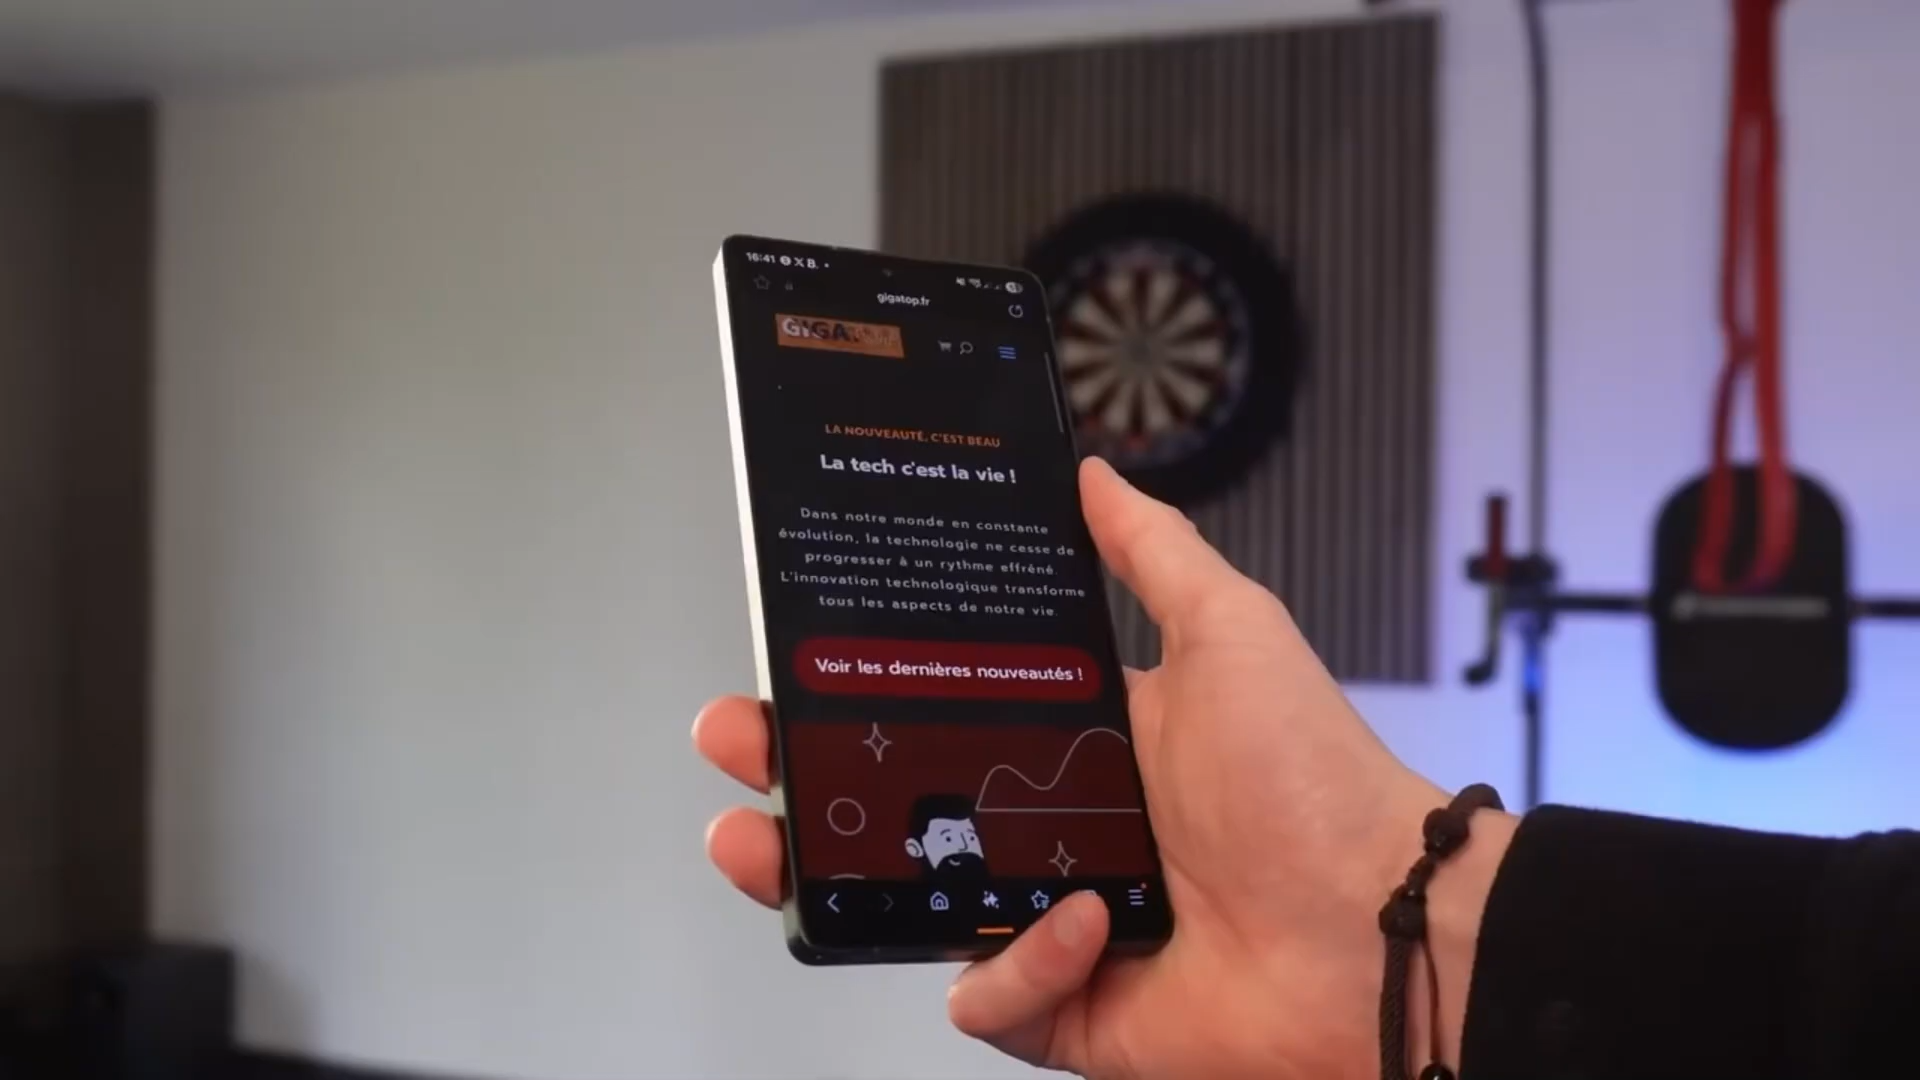 16:41
gigatop.fr
GIGATOP
LA NOUVEAUTÉ, C'EST BEAU
La tech c'est la vie !
Dans notre monde en constante
évolution, la technologie ne cesse de
progresser à un rythme effréné.
L'innovation technologique transforme
tous les aspects de notre vie.
Voir les dernières nouveautés !